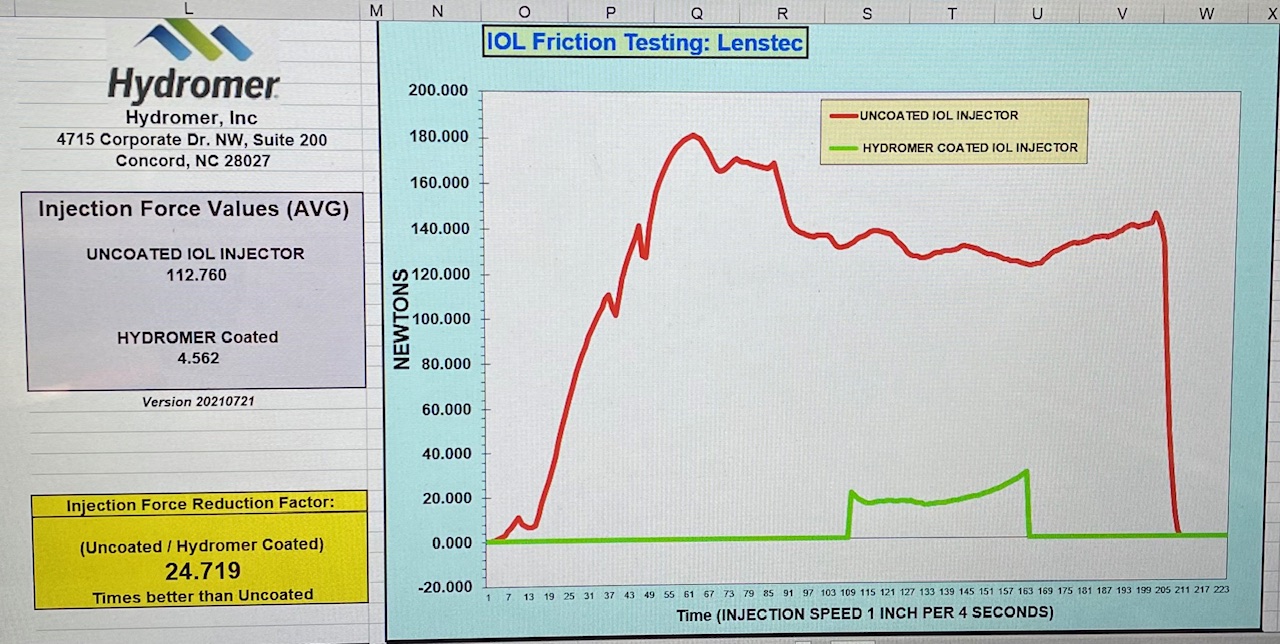 L M N O P Q R S T U V W X
Hydromer
Hydromer, Inc
4715 Corporate Dr. NW, Suite 200
Concord, NC 28027
Injection Force Values (AVG)
UNCOATED IOL INJECTOR
112.760
HYDROMER Coated
4.562
Version 20210721
Injection Force Reduction Factor:
(Uncoated / Hydromer Coated)
24.719
Times better than Uncoated
IOL Friction Testing: Lenstec
UNCOATED IOL INJECTOR
HYDROMER COATED IOL INJECTOR
NEWTONS
200.000
180.000
160.000
140.000
120.000
100.000
80.000
60.000
40.000
20.000
0.000
-20.000
1 7 13 19 25 31 37 43 49 55 61 67 73 79 85 91 97 103 109 115 121 127 133 139 145 151 157 163 169 175 181 187 193 199 205 211 217 223
Time (INJECTION SPEED 1 INCH PER 4 SECONDS)